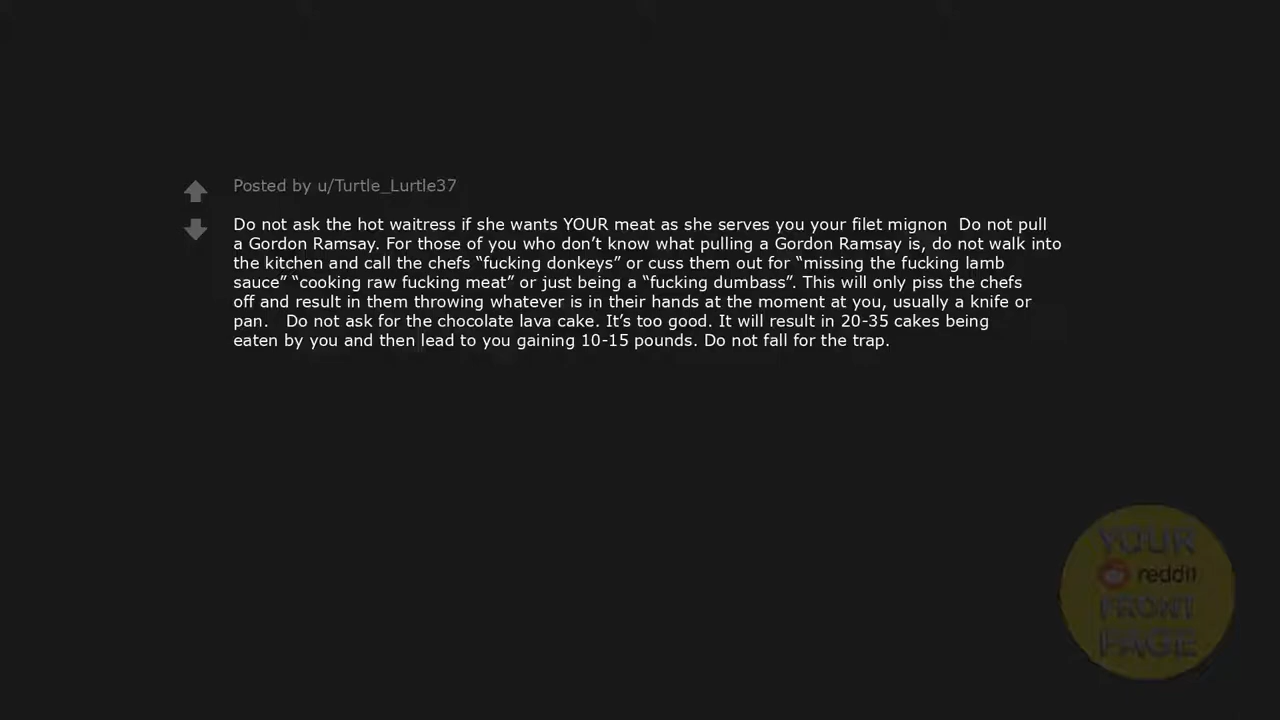 Posted by u/Turtle_Lurtle37
Do not ask the hot waitress if she wants YOUR meat as she serves you your filet mignon  Do not pull
a Gordon Ramsay. For those of you who don’t know what pulling a Gordon Ramsay is, do not walk into
the kitchen and call the chefs “fucking donkeys” or cuss them out for “missing the fucking lamb
sauce” “cooking raw fucking meat” or just being a “fucking dumbass”. This will only piss the chefs
off and result in them throwing whatever is in their hands at the moment at you, usually a knife or
pan.   Do not ask for the chocolate lava cake. It’s too good. It will result in 20-35 cakes being
eaten by you and then lead to you gaining 10-15 pounds. Do not fall for the trap.
YOUR
reddit
FRONT
PAGE